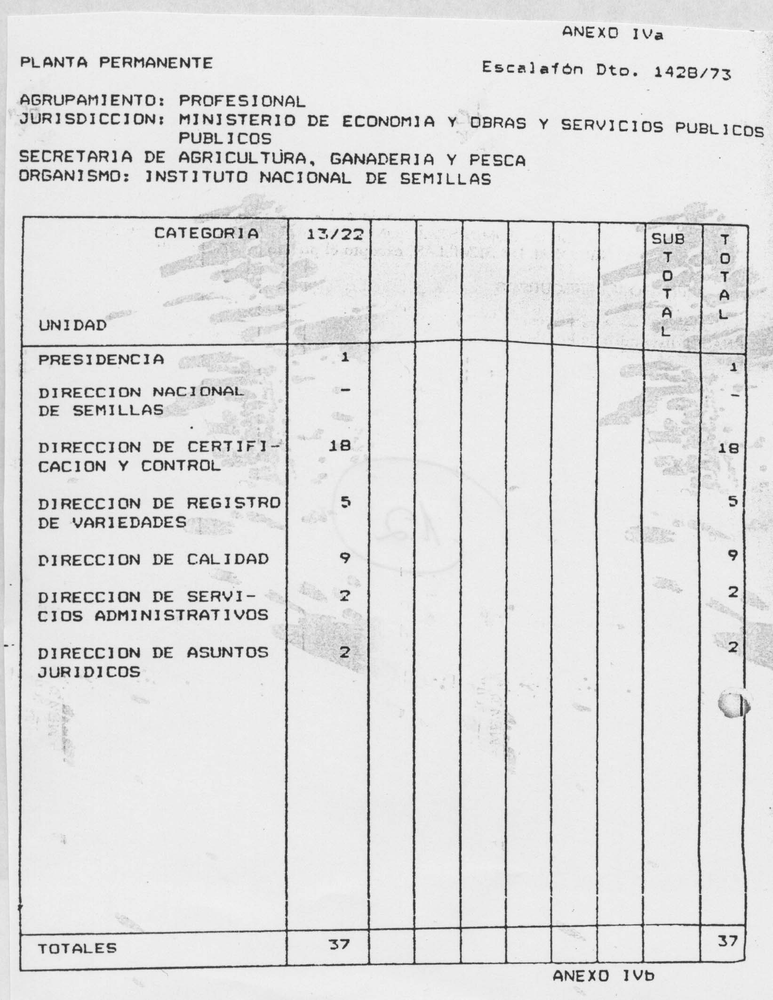 ANEXO IVa
PLANTA PERMANENTE
Escalafón Dto. 1428/73
AGRUPAMIENTO: PROFESIONAL
JURISDICCION: MINISTERIO DE ECONOMIA Y OBRAS Y SERVICIOS PUBLICOS
PUBLICOS
SECRETARIA DE AGRICULTURA, GANADERIA Y PESCA
ORGANISMO: INSTITUTO NACIONAL DE SEMILLAS
CATEGORIA 13/22 SUB TOTAL TOTAL
UNIDAD
PRESIDENCIA 1 1
DIRECCION NACIONAL - -
DE SEMILLAS
DIRECCION DE CERTIFI- 18 18
CACION Y CONTROL
DIRECCION DE REGISTRO 5 5
DE VARIEDADES
DIRECCION DE CALIDAD 9 9
DIRECCION DE SERVI- 2 2
CIOS ADMINISTRATIVOS
DIRECCION DE ASUNTOS 2 2
JURIDICOS
TOTALES 37 37
ANEXO IVb